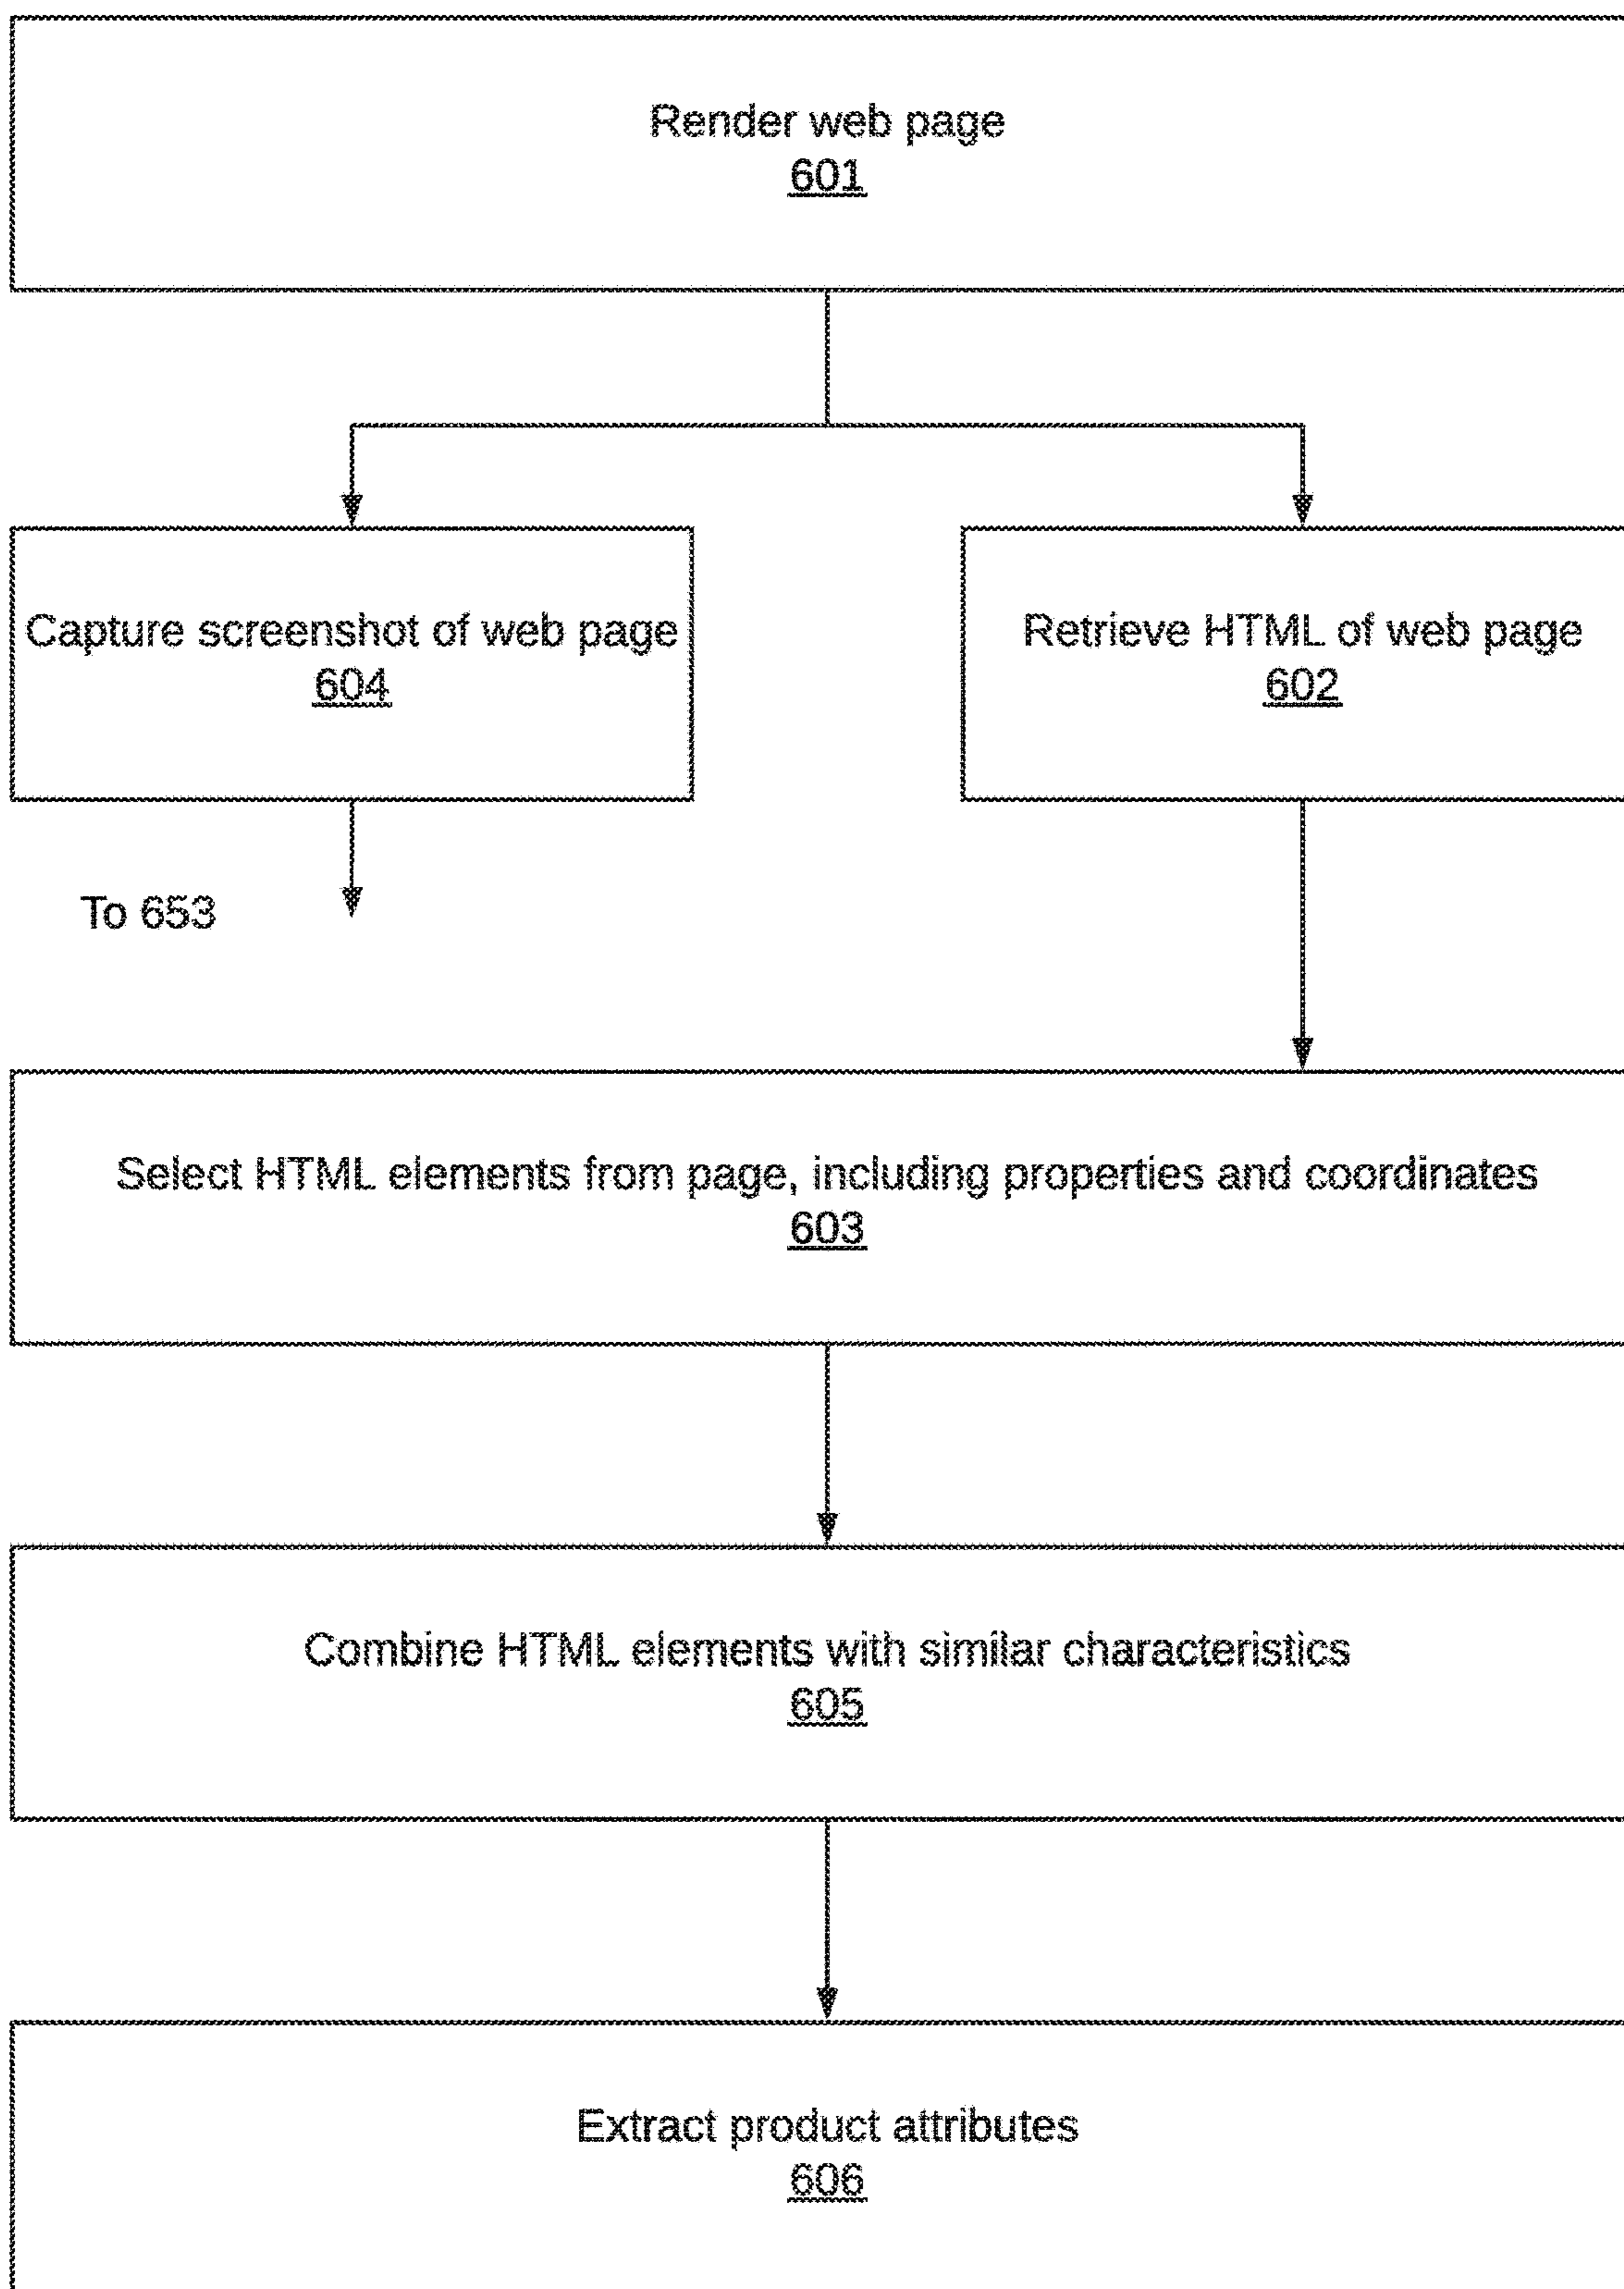 Render web page
601
Capture screenshot of web page
604
Retrieve HTML of web page
602
To 653
Select HTML elements from page, including properties and coordinates
603
Combine HTML elements with similar characteristics
605
Extract product attributes
606